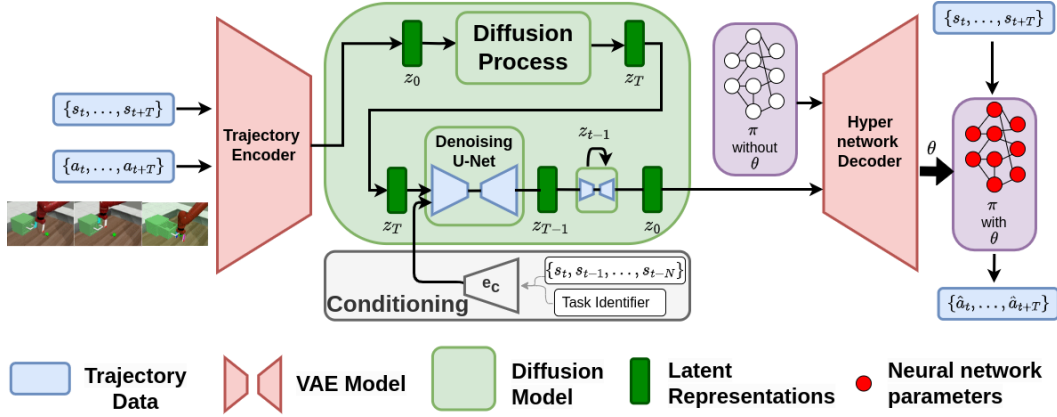 {s_t, ..., s_{t+T}}
{a_t, ..., a_{t+T}}
Trajectory
Encoder
z_0
Diffusion
Process
z_T
Denoising
U-Net
z_{t-1}
z_T
z_{T-1}
z_0
Conditioning
e_c
{s_t, s_{t-1}, ..., s_{t-N}}
Task Identifier
π
without
θ
Hyper
network
Decoder
θ
{s_t, ..., s_{t+T}}
π
with
θ
{â_t, ..., â_{t+T}}
Trajectory
Data
VAE Model
Diffusion
Model
Latent
Representations
Neural network
parameters